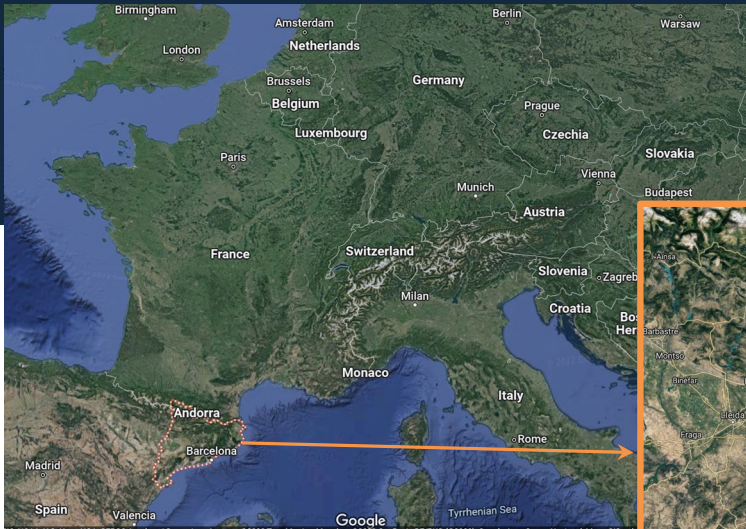 Birmingham
Amsterdam
Berlin
Warsaw
Netherlands
London
Brussels
Germany
Belgium
Prague
Luxembourg
Czechia
Paris
Slovakia
Vienna
Munich
Budapest
Austria
France
Switzerland
Ainsa
Slovenia
Zagreb
Milan
Croatia
Bos
Her
Barbastre
Montsó
Monaco
Binéfar
Italy
Andorra
Lleida
Fraga
Rome
Barcelona
Madrid
Spain
Valencia
Google
Tyrrhenian Sea